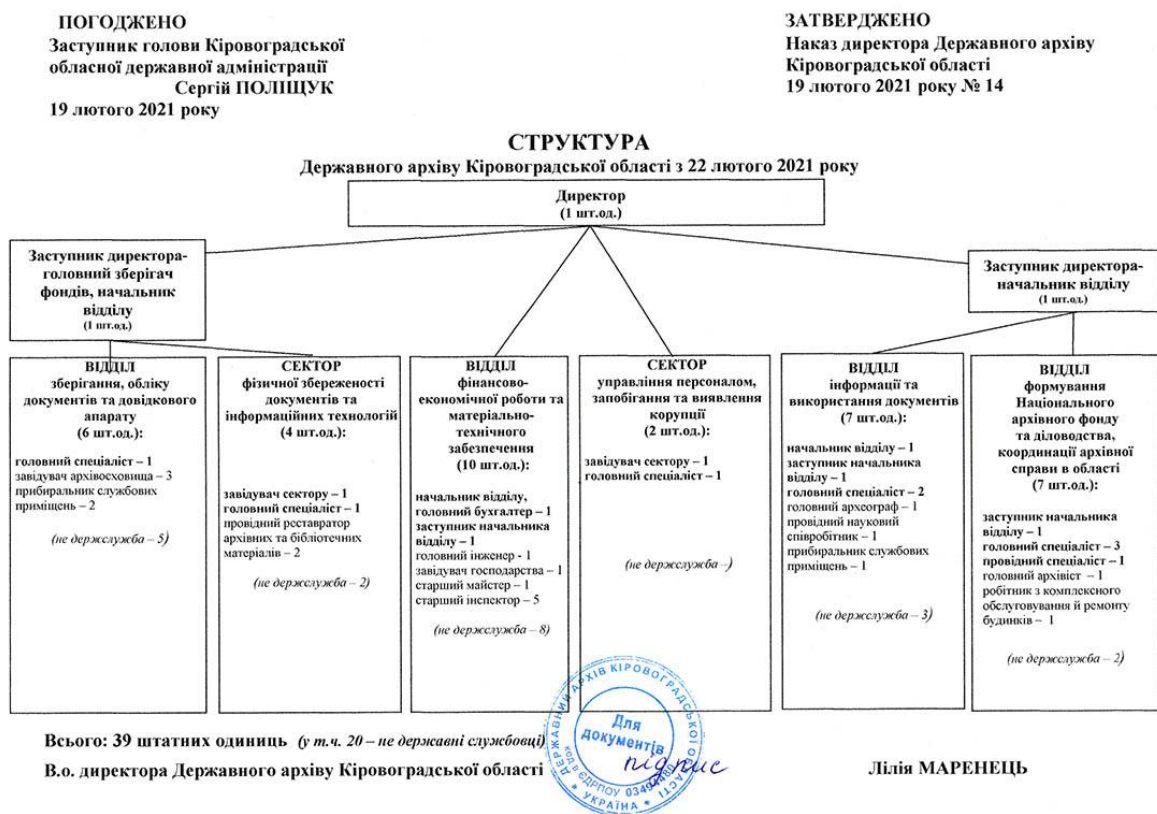 ПОГОДЖЕНО
Заступник голови Кіровоградської
обласної державної адміністрації
Сергій ПОЛІЩУК
19 лютого 2021 року
ЗАТВЕРДЖЕНО
Наказ директора Державного архіву
Кіровоградської області
19 лютого 2021 року № 14
СТРУКТУРА
Державного архіву Кіровоградської області з 22 лютого 2021 року
Директор
(1 шт.од.)
Заступник директора-
головний зберігач
фондів, начальник
відділу
(1 шт.од.)
Заступник директора-
начальник відділу
(1 шт.од.)
ВІДДІЛ
зберігання, обліку
документів та довідкового
апарату
(6 шт.од.):
головний спеціаліст – 1
завідувач архівосховища – 3
прибиральник службових
приміщень – 2
(не держслужба – 5)
СЕКТОР
фізичної збереженості
документів та
інформаційних технологій
(4 шт.од.):
завідувач сектору – 1
головний спеціаліст – 1
провідний реставратор
архівних та бібліотечних
матеріалів – 2
(не держслужба – 2)
ВІДДІЛ
фінансово-
економічної роботи та
матеріально-
технічного
забезпечення
(10 шт.од.):
начальник відділу,
головний бухгалтер – 1
заступник начальника
відділу – 1
головний інженер - 1
завідувач господарства – 1
старший майстер – 1
старший інспектор – 5
(не держслужба – 8)
СЕКТОР
управління персоналом,
запобігання та виявлення
корупції
(2 шт.од.):
завідувач сектору – 1
головний спеціаліст – 1
(не держслужба –)
ВІДДІЛ
інформації та
використання документів
(7 шт.од.):
начальник відділу – 1
заступник начальника
відділу – 1
головний спеціаліст – 2
головний археограф – 1
провідний науковий
співробітник – 1
прибиральник службових
приміщень – 1
(не держслужба – 3)
ВІДДІЛ
формування
Національного
архівного фонду
та діловодства,
координації архівної
справи в області
(7 шт.од.):
заступник начальника
відділу – 1
головний спеціаліст – 3
провідний спеціаліст – 1
головний архівіст – 1
робітник з комплексного
обслуговування й ремонту
будинків – 1
(не держслужба – 2)
Всього: 39 штатних одиниць (у т.ч. 20 – не державні службовці)
В.о. директора Державного архіву Кіровоградської області
підпис
Лілія МАРЕНЕЦЬ
ДЕРЖАВНИЙ АРХІВ КІРОВОГРАДСЬКОЇ ОБЛАСТІ
* УКРАЇНА *
Для
документів
код в ЄДРПОУ 03494480